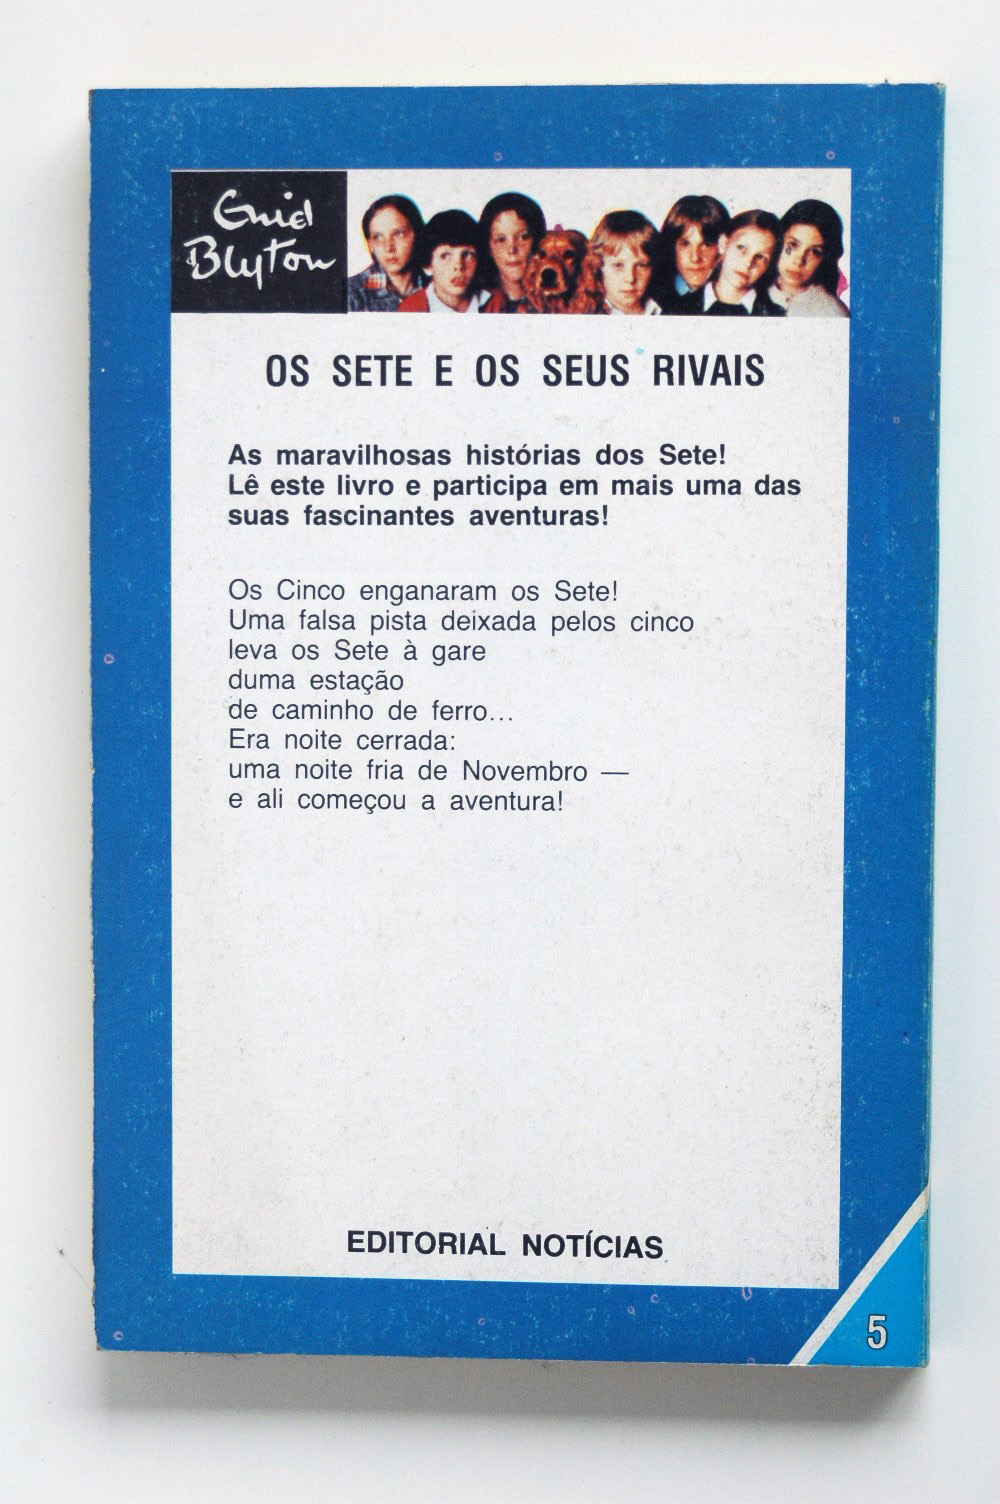 Enid
Blyton
OS SETE E OS SEUS RIVAIS
As maravilhosas histórias dos Sete!
Lê este livro e participa em mais uma das
suas fascinantes aventuras!
Os Cinco enganaram os Sete!
Uma falsa pista deixada pelos cinco
leva os Sete à gare
duma estação
de caminho de ferro...
Era noite cerrada:
uma noite fria de Novembro —
e ali começou a aventura!
EDITORIAL NOTÍCIAS
5